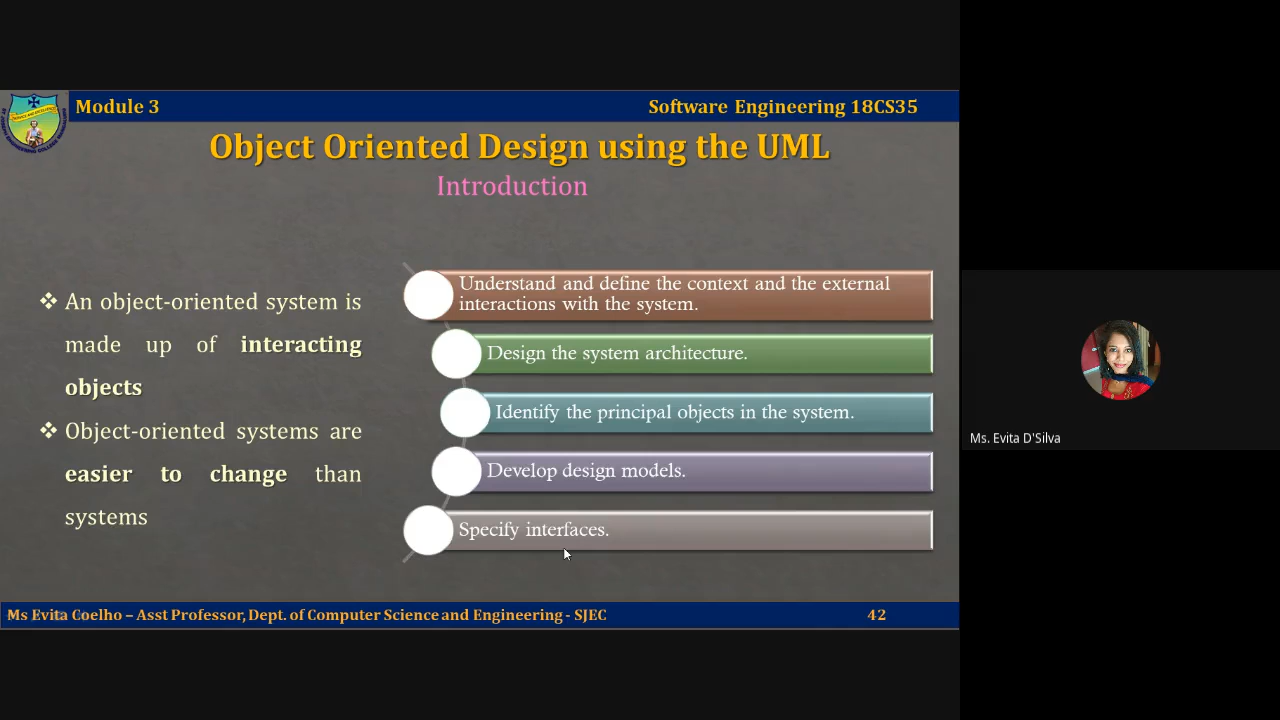 Module 3
Software Engineering 18CS35
Object Oriented Design using the UML
Introduction
❖ An object-oriented system is
made up of interacting
objects
❖ Object-oriented systems are
easier to change than
systems
Understand and define the context and the external
interactions with the system.
Design the system architecture.
Identify the principal objects in the system.
Develop design models.
Specify interfaces.
Ms. Evita D'Silva
Ms Evita Coelho – Asst Professor, Dept. of Computer Science and Engineering - SJEC
42